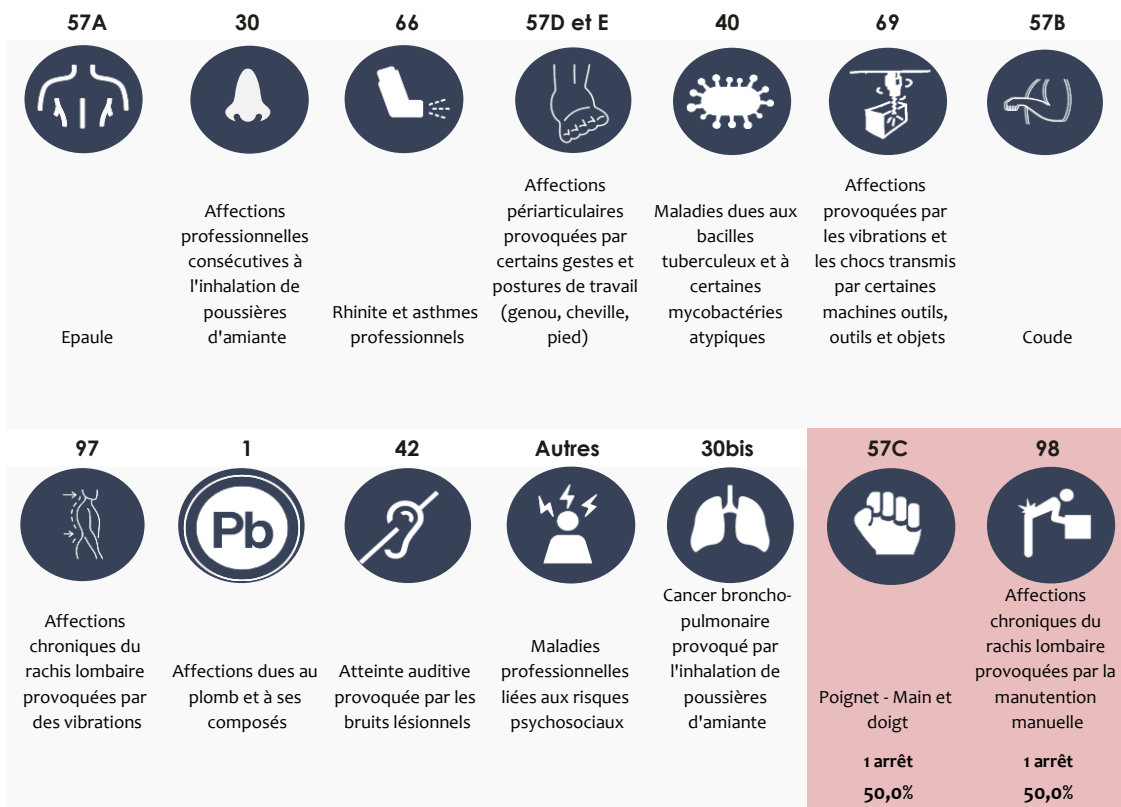 57A
30
66
57D et E
40
69
57B
Epaule
Affections
professionnelles
consécutives à
l'inhalation de
poussières
d'amiante
Rhinite et asthmes
professionnels
Affections
périarticulaires
provoquées par
certains gestes et
postures de travail
(genou, cheville,
pied)
Maladies dues aux
bacilles
tuberculeux et à
certaines
mycobactéries
atypiques
Affections
provoquées par
les vibrations et
les chocs transmis
par certaines
machines outils,
outils et objets
Coude
97
1
42
Autres
30bis
57C
98
Pb
Affections
chroniques du
rachis lombaire
provoquées par
des vibrations
Affections dues au
plomb et à ses
composés
Atteinte auditive
provoquée par les
bruits lésionnels
Maladies
professionnelles
liées aux risques
psychosociaux
Cancer broncho-
pulmonaire
provoqué par
l'inhalation de
poussières
d'amiante
Poignet - Main et
doigt
1 arrêt
50,0%
Affections
chroniques du
rachis lombaire
provoquées par la
manutention
manuelle
1 arrêt
50,0%